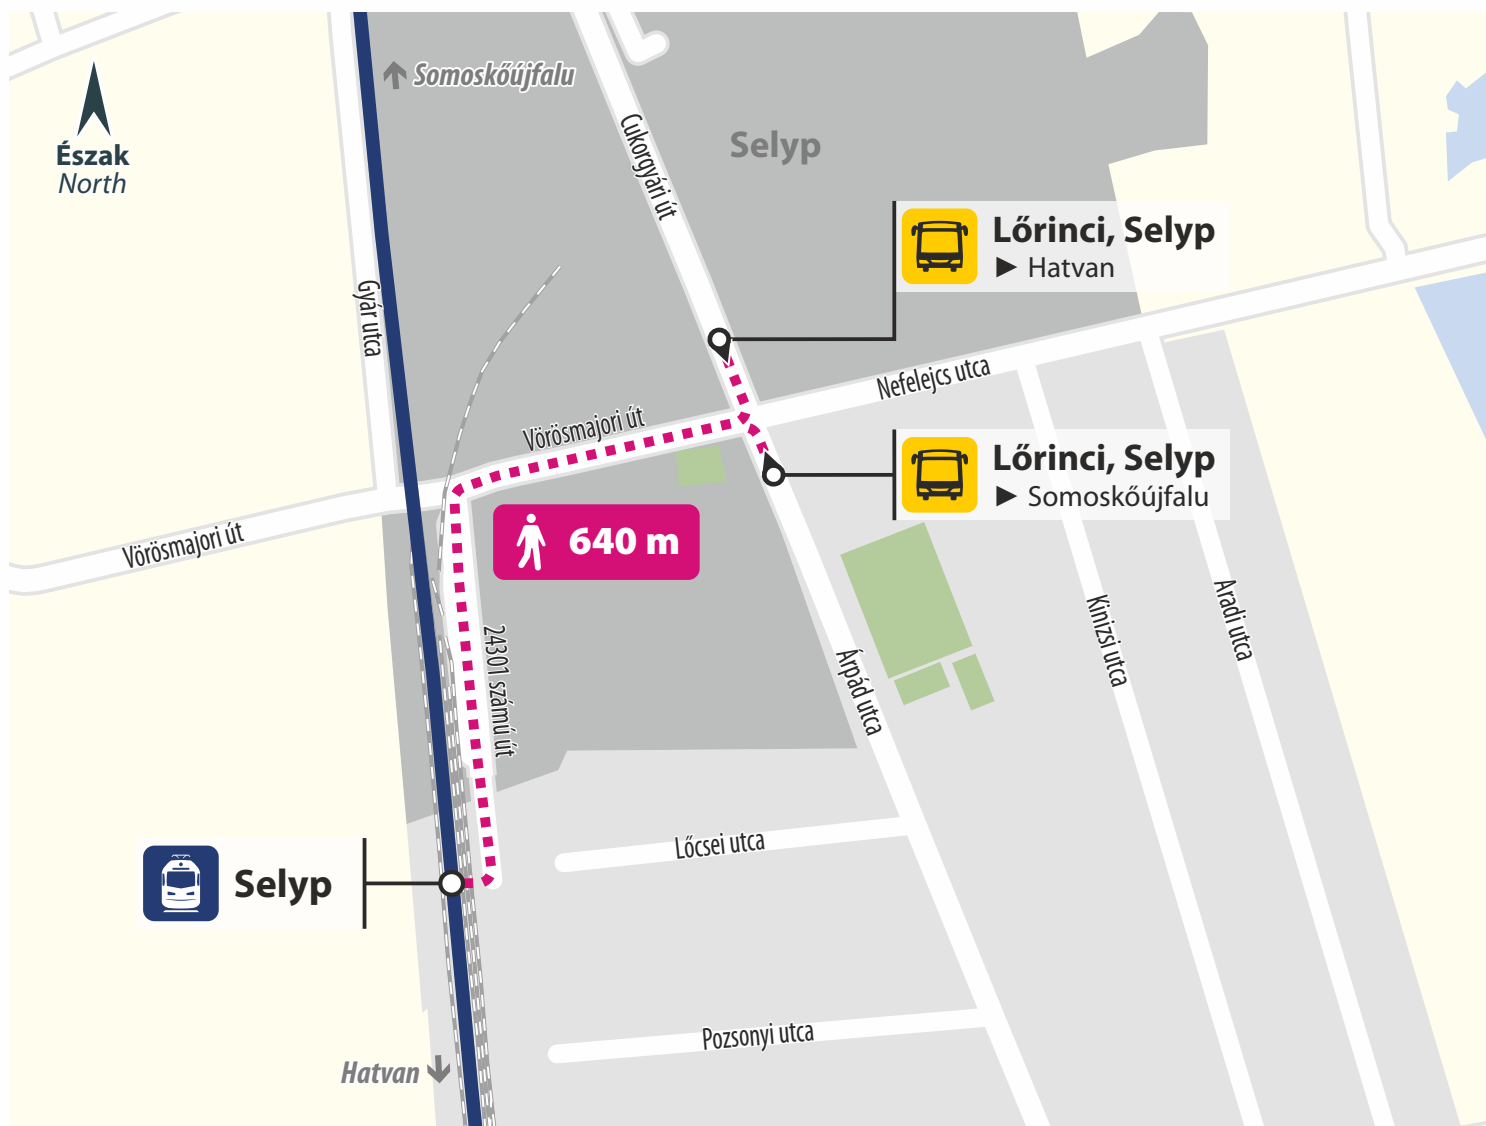 Somoskőújfalu
Észak
North
Cukorgyári út
Selyp
Lőrinci, Selyp
► Hatvan
Gyár utca
Nefelejcs utca
Vörösmajori út
Lőrinci, Selyp
► Somoskőújfalu
640 m
Vörösmajori út
24301 számú út
Kinizsi utca
Aradi utca
Árpád utca
Lőcsei utca
Selyp
Pozsonyi utca
Hatvan